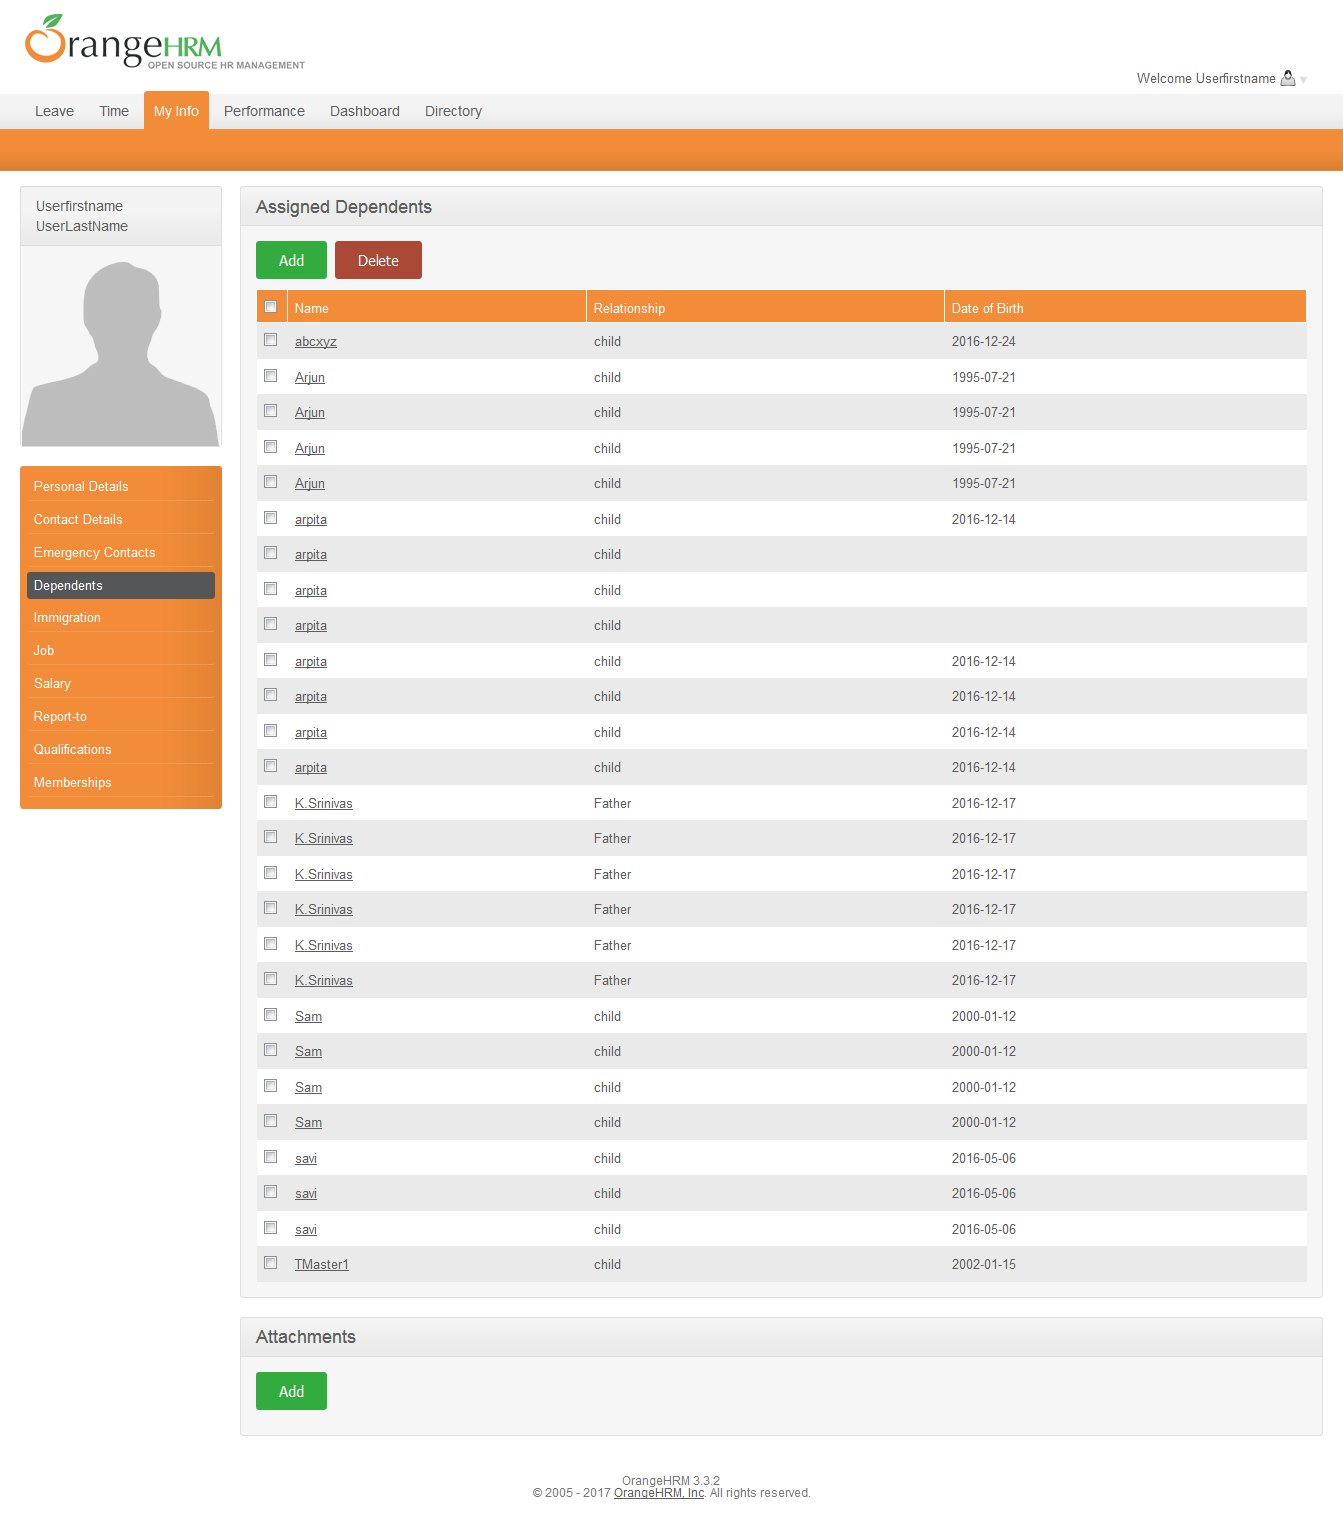 OrangeHRM
OPEN SOURCE HR MANAGEMENT
Welcome Userfirstname
Leave Time My Info Performance Dashboard Directory
Userfirstname
UserLastName
Personal Details
Contact Details
Emergency Contacts
Dependents
Immigration
Job
Salary
Report-to
Qualifications
Memberships
Assigned Dependents
Add Delete
Name Relationship Date of Birth
abcxyz child 2016-12-24
Arjun child 1995-07-21
Arjun child 1995-07-21
Arjun child 1995-07-21
Arjun child 1995-07-21
arpita child 2016-12-14
arpita child
arpita child
arpita child
arpita child 2016-12-14
arpita child 2016-12-14
arpita child 2016-12-14
arpita child 2016-12-14
K.Srinivas Father 2016-12-17
K.Srinivas Father 2016-12-17
K.Srinivas Father 2016-12-17
K.Srinivas Father 2016-12-17
K.Srinivas Father 2016-12-17
K.Srinivas Father 2016-12-17
Sam child 2000-01-12
Sam child 2000-01-12
Sam child 2000-01-12
Sam child 2000-01-12
savi child 2016-05-06
savi child 2016-05-06
savi child 2016-05-06
TMaster1 child 2002-01-15
Attachments
Add
OrangeHRM 3.3.2
© 2005 - 2017 OrangeHRM, Inc. All rights reserved.